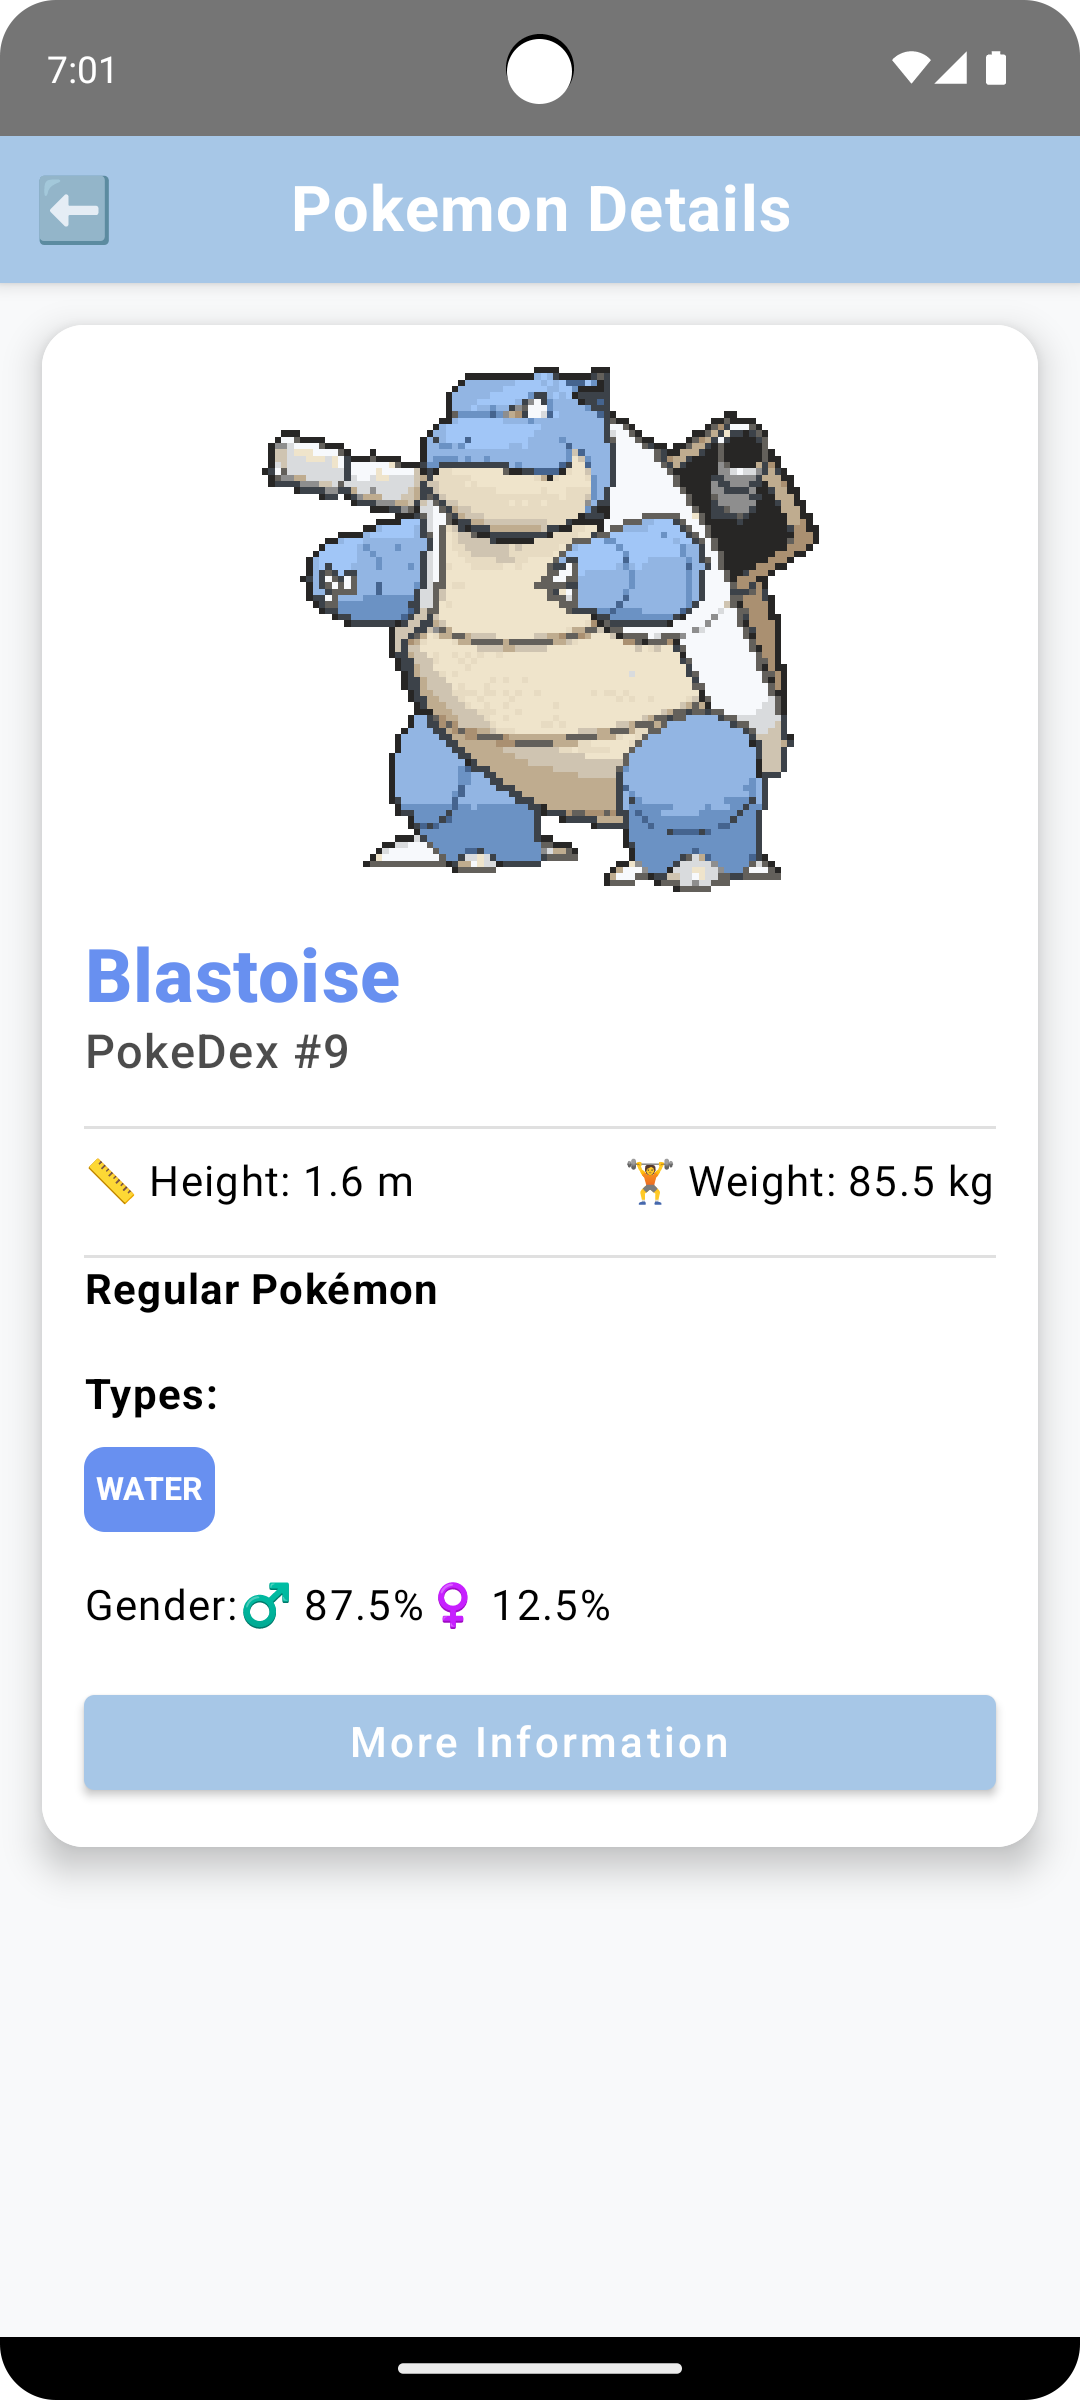 7:01
Pokemon Details
Blastoise
PokeDex #9
📏 Height: 1.6 m
🏋️ Weight: 85.5 kg
Regular Pokémon
Types:
WATER
Gender:♂️ 87.5%♀️ 12.5%
More Information